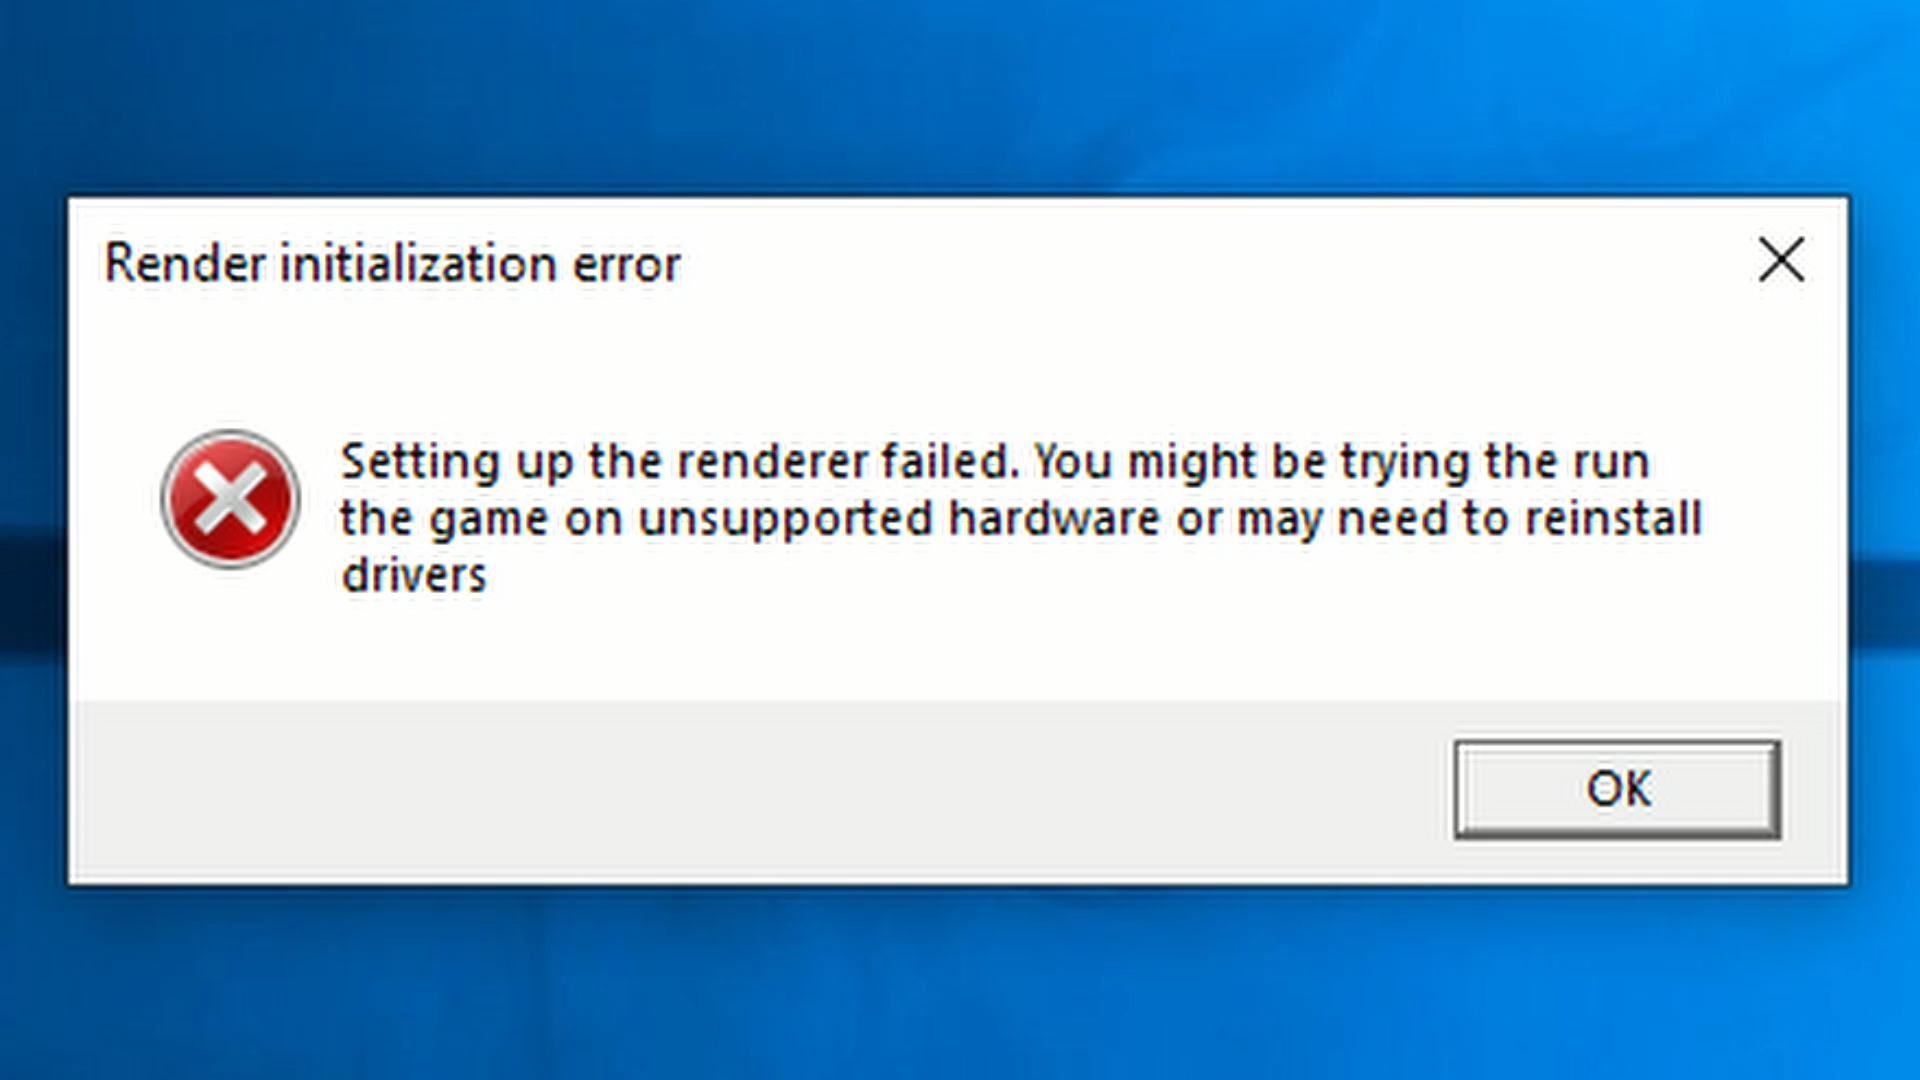 Render initialization error
Setting up the renderer failed. You might be trying the run
the game on unsupported hardware or may need to reinstall
drivers
OK